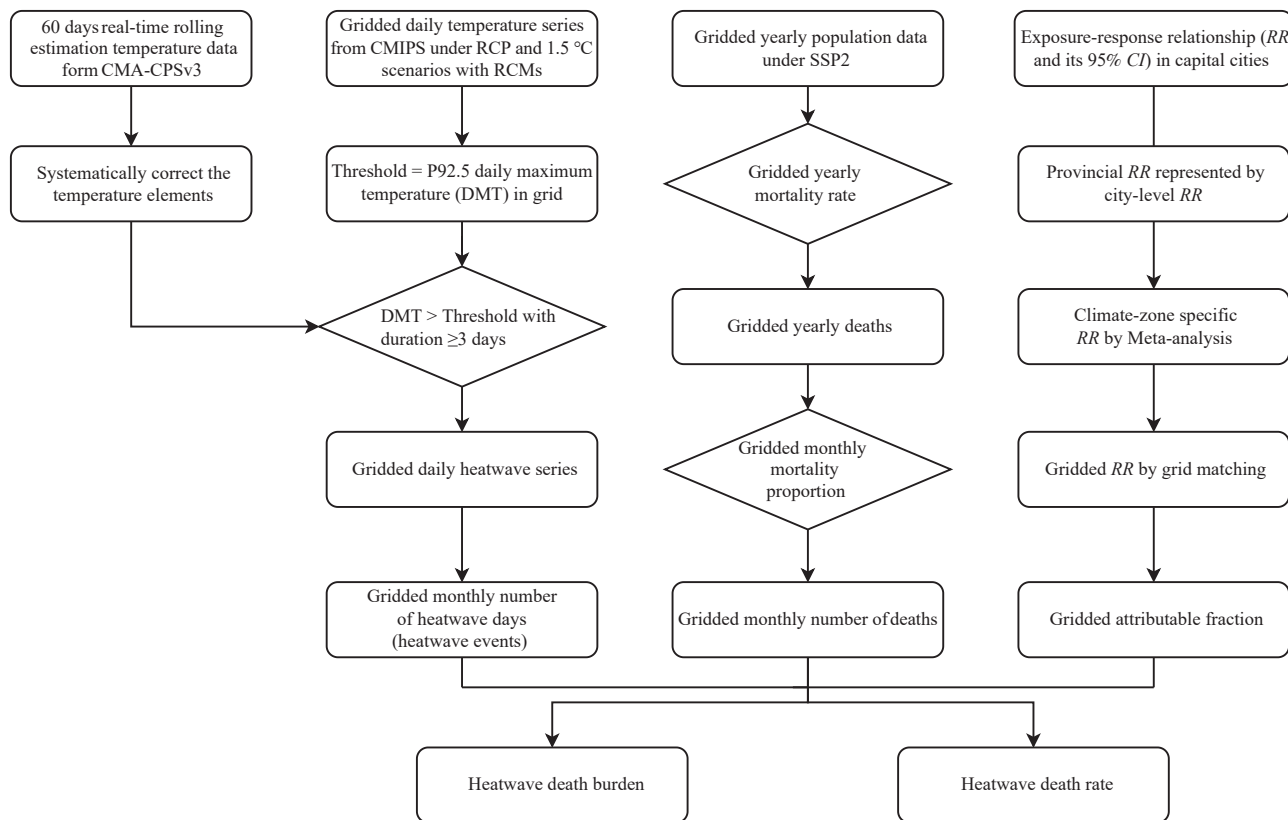 60 days real-time rolling
estimation temperature data
form CMA-CPSv3
Gridded daily temperature series
from CMIPS under RCP and 1.5 °C
scenarios with RCMs
Gridded yearly population data
under SSP2
Exposure-response relationship (RR
and its 95% CI) in capital cities
Systematically correct the
temperature elements
Threshold = P92.5 daily maximum
temperature (DMT) in grid
Gridded yearly
mortality rate
Provincial RR represented by
city-level RR
DMT > Threshold with
duration ≥3 days
Gridded yearly deaths
Climate-zone specific
RR by Meta-analysis
Gridded daily heatwave series
Gridded monthly
mortality
proportion
Gridded RR by grid matching
Gridded monthly number
of heatwave days
(heatwave events)
Gridded monthly number of deaths
Gridded attributable fraction
Heatwave death burden
Heatwave death rate